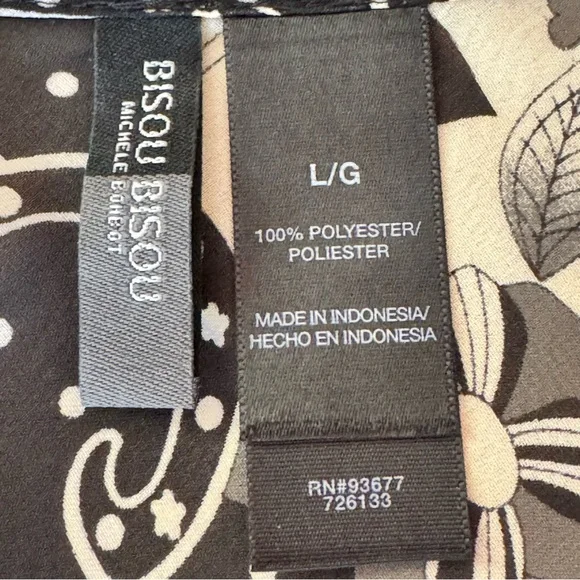 BISOU BISOU
MICHELE BOHBOT
L/G
100% POLYESTER/
POLIESTER
MADE IN INDONESIA/
HECHO EN INDONESIA
RN#93677
726133